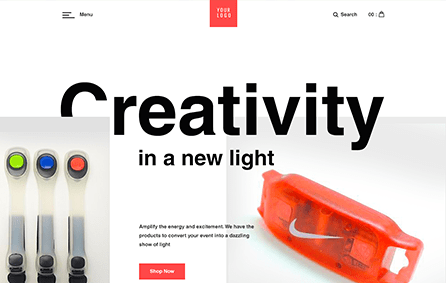 Menu
YOUR
LOGO
Search
00 :
Creativity
in a new light
Amplify the energy and excitement. We have the
products to convert your event into a dazzling
show of light
Shop Now